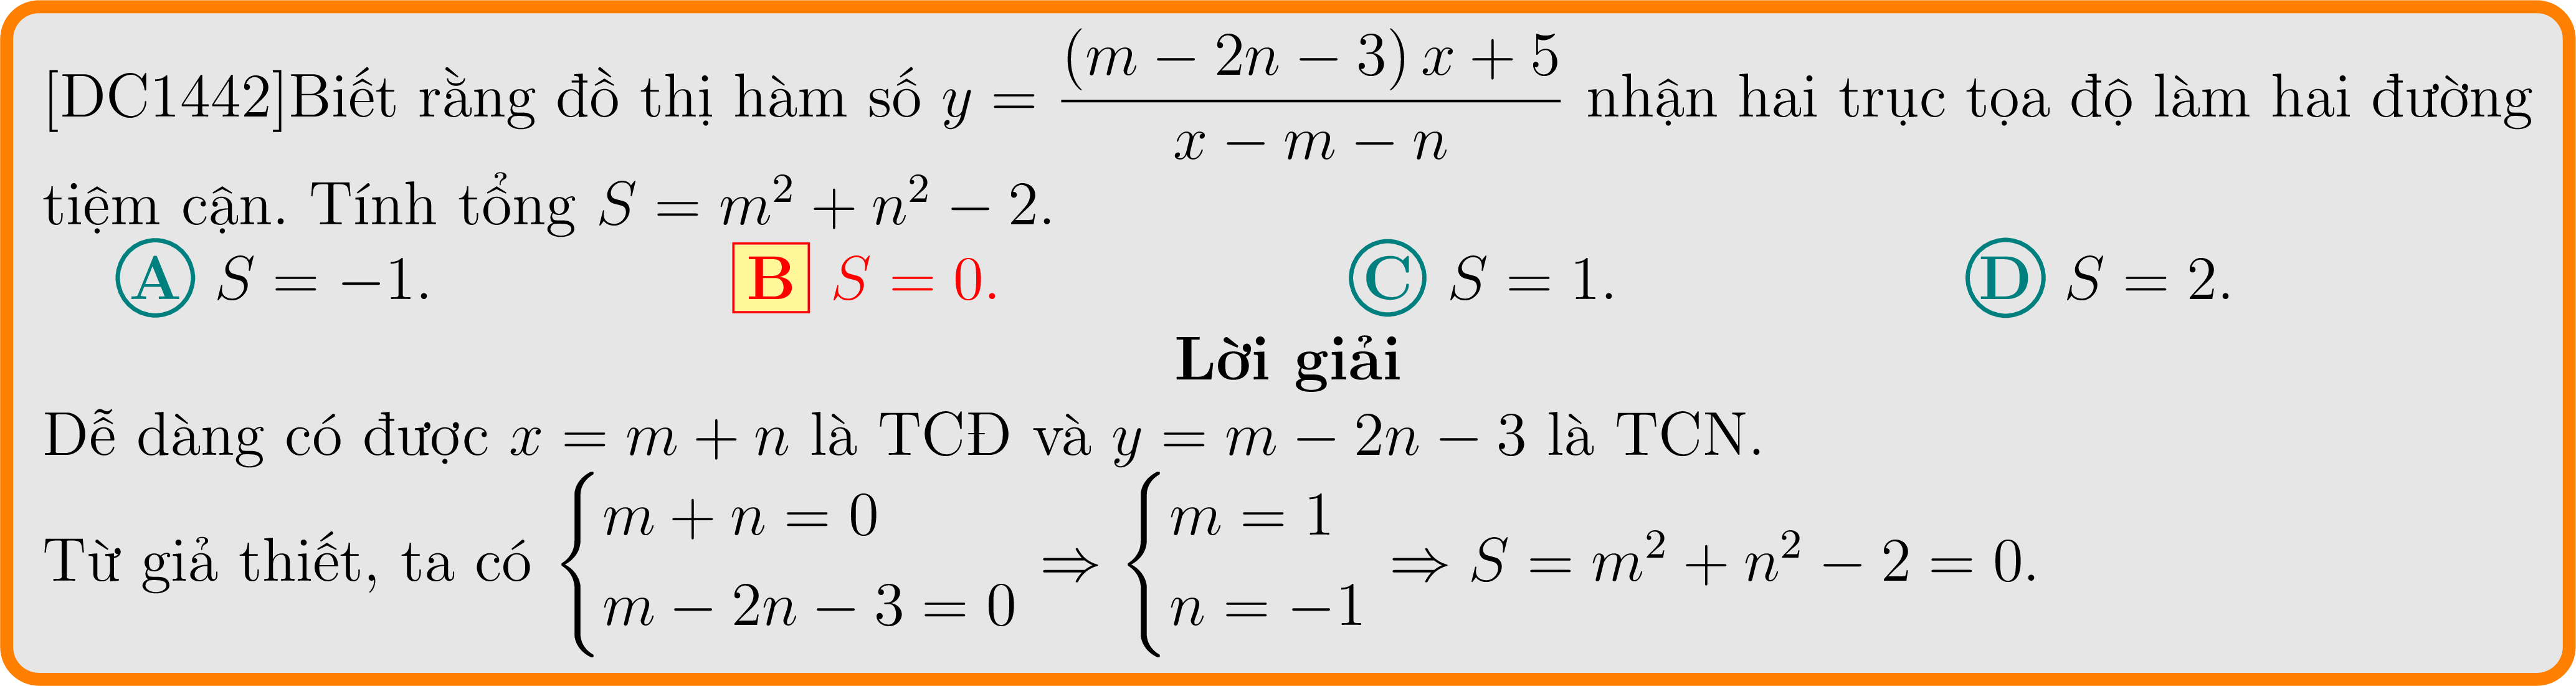 [DC1442]Biết rằng đồ thị hàm số $y = \dfrac{(m - 2n - 3)\,x + 5}{x - m - n}$ nhận hai trục tọa độ làm hai đường
tiệm cận. Tính tổng $S = m^2 + n^2 - 2$.
A $S = -1$. B $S = 0$. C $S = 1$. D $S = 2$.
Lời giải
Dễ dàng có được $x = m + n$ là TCĐ và $y = m - 2n - 3$ là TCN.
Từ giả thiết, ta có $\begin{cases} m + n = 0 \\ m - 2n - 3 = 0 \end{cases} \Rightarrow \begin{cases} m = 1 \\ n = -1 \end{cases} \Rightarrow S = m^2 + n^2 - 2 = 0$.